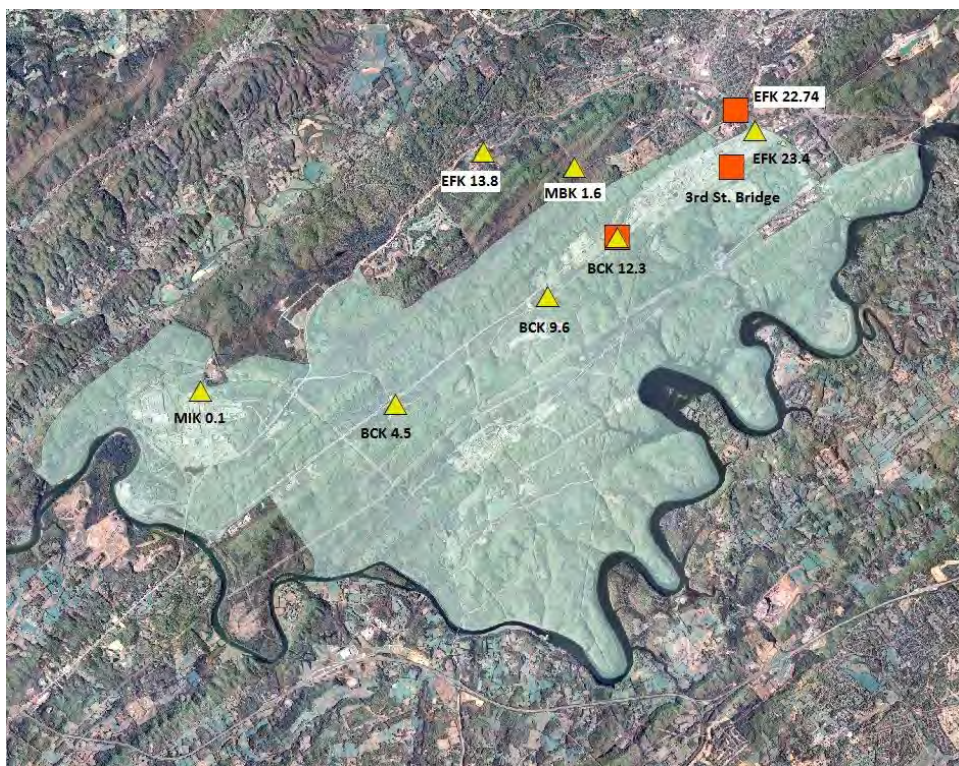 EFK 22.74
EFK 23.4
EFK 13.8
MBK 1.6
3rd St. Bridge
BCK 12.3
BCK 9.6
MIK 0.1
BCK 4.5